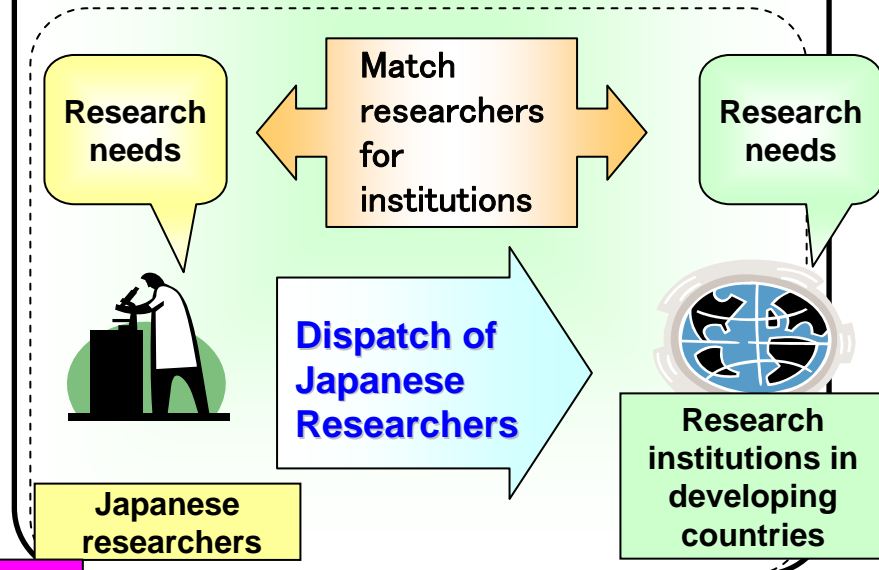 Research
needs
Match
researchers
for
institutions
Research
needs
Dispatch of
Japanese
Researchers
Japanese
researchers
Research
institutions in
developing
countries